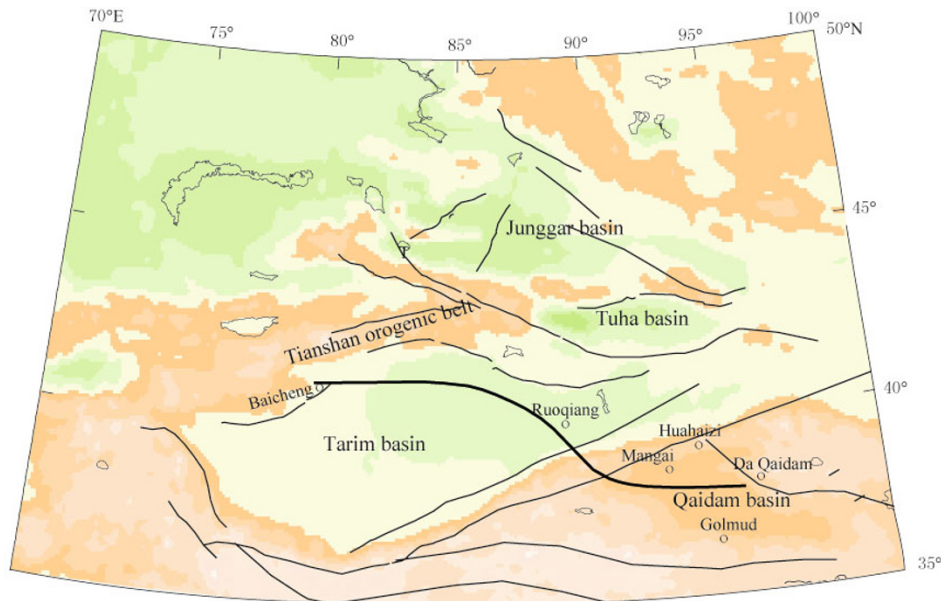 70°E
75°
80°
85°
90°
95°
100°
50°N
45°
Junggar basin
Tuha basin
Tianshan orogenic belt
40°
Baicheng
Ruoqiang
Tarim basin
Huahaizi
Mangai
Da Qaidam
Qaidam basin
Golmud
35°